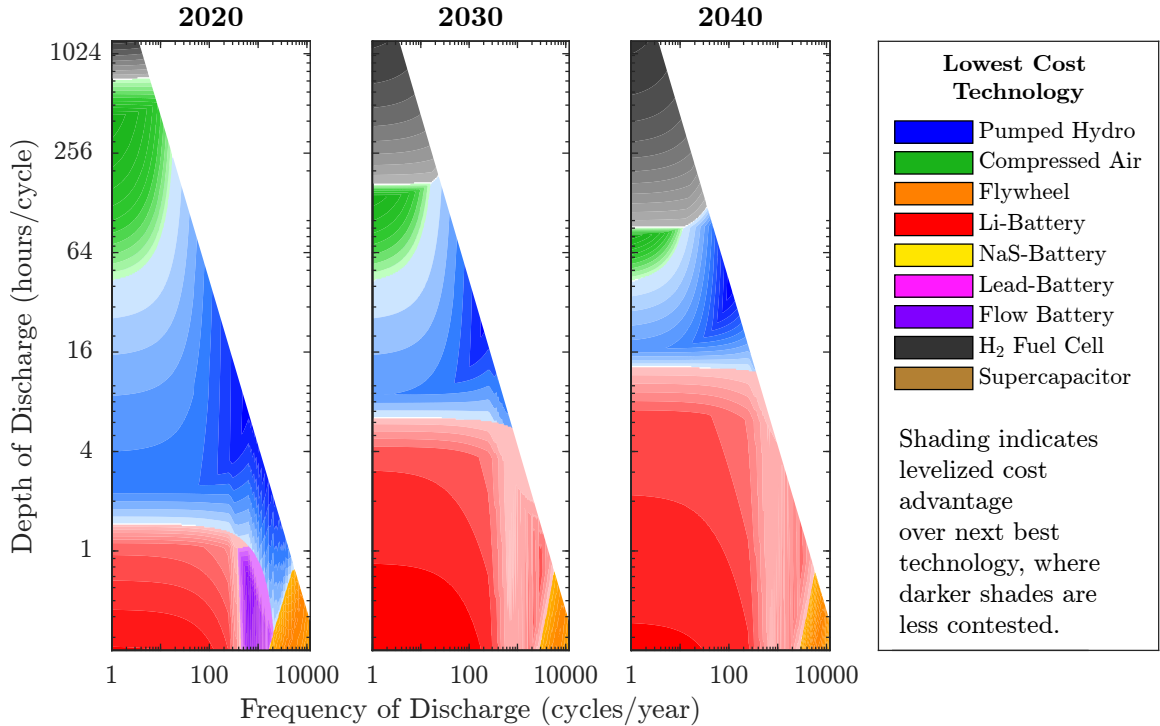 2020
2030
2040
Depth of Discharge (hours/cycle)
1024
256
64
16
4
1
1
100
10000
1
100
10000
1
100
10000
Frequency of Discharge (cycles/year)
Lowest Cost
Technology
Pumped Hydro
Compressed Air
Flywheel
Li-Battery
NaS-Battery
Lead-Battery
Flow Battery
H₂ Fuel Cell
Supercapacitor
Shading indicates
levelized cost
advantage
over next best
technology, where
darker shades are
less contested.